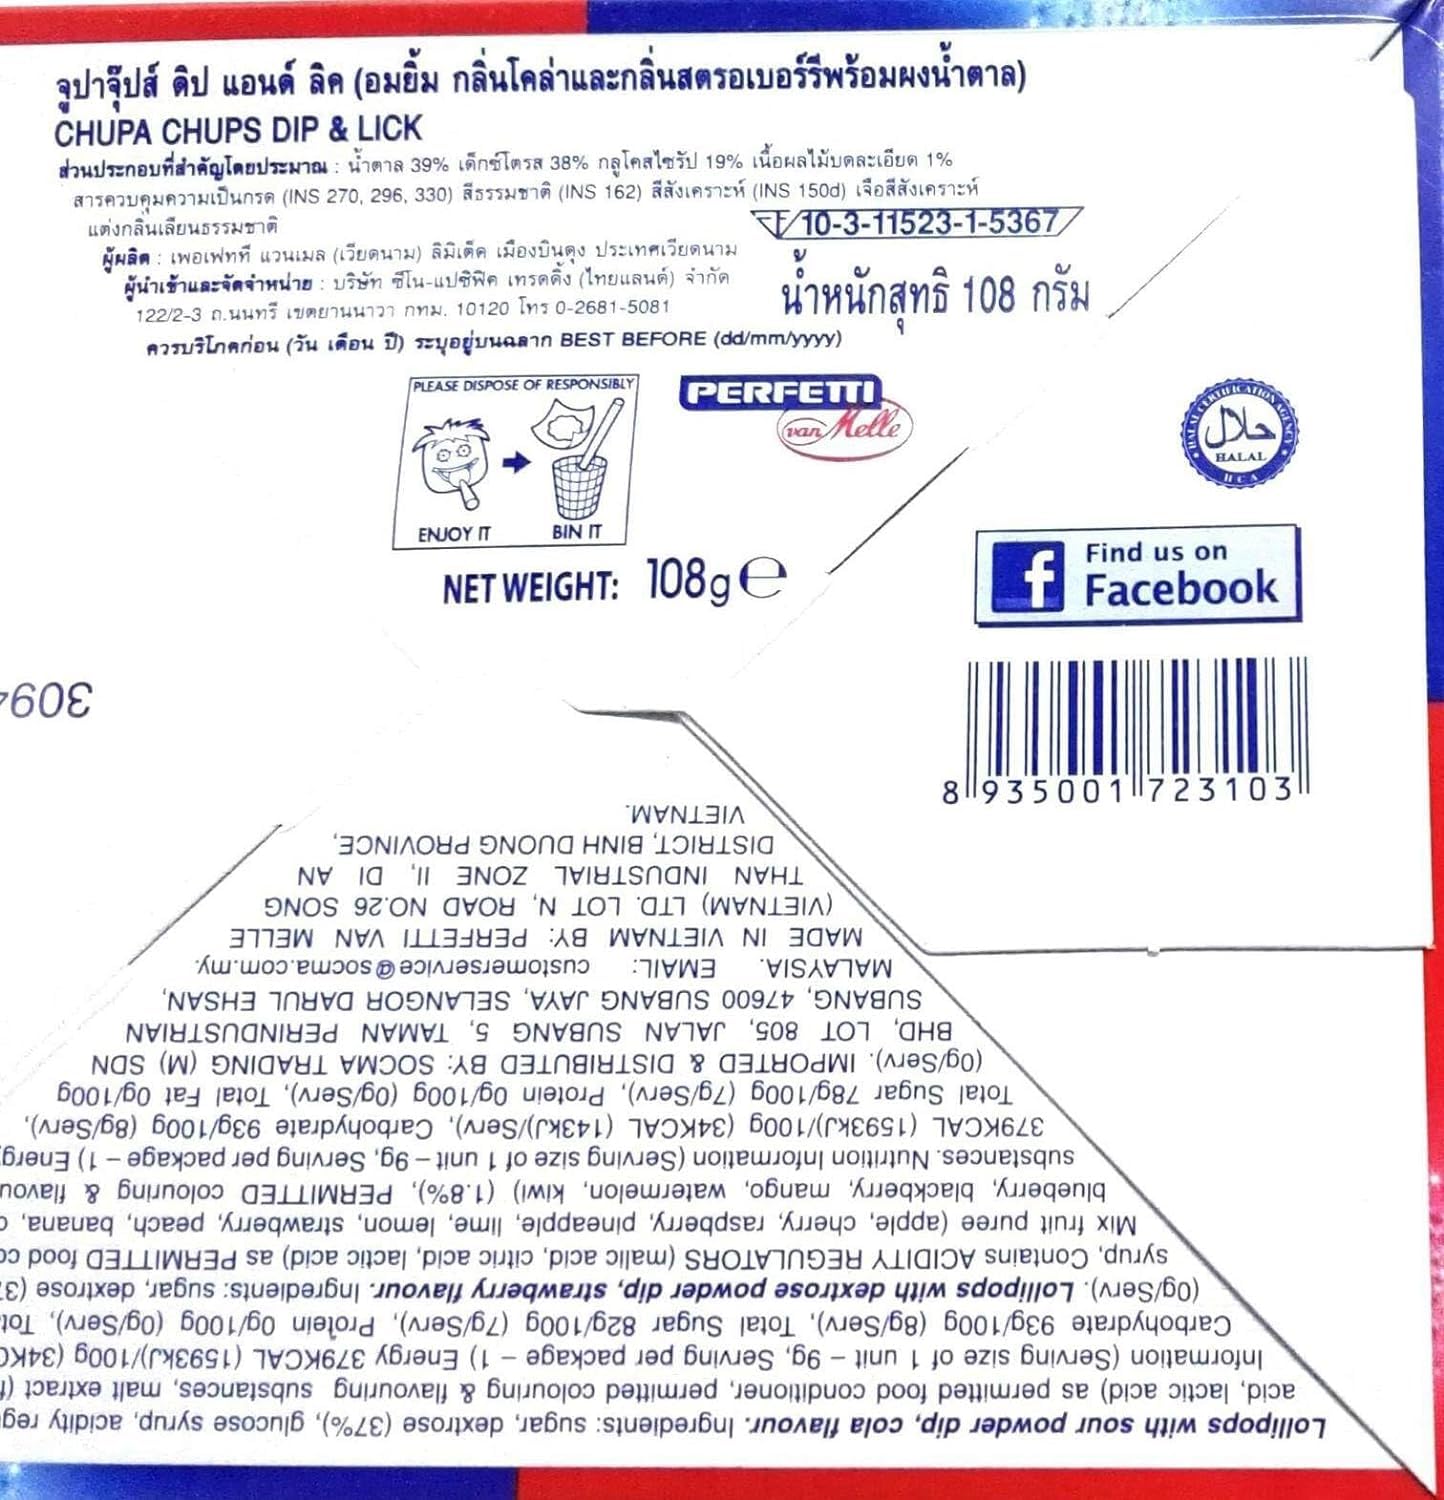 จูปาจุ๊ปส์ ดิป แอนด์ ลิค (อมยิ้ม กลิ่นโคล่าและกลิ่นสตรอเบอร์รีพร้อมผงน้ำตาล)
CHUPA CHUPS DIP & LICK
ส่วนประกอบที่สำคัญโดยประมาณ : น้ำตาล 39% เด็กซ์โตรส 38% กลูโคสไซรัป 19% เนื้อผลไม้บดละเอียด 1%
สารควบคุมความเป็นกรด (INS 270, 296, 330) สีธรรมชาติ (INS 162) สีสังเคราะห์ (INS 150d) เจือสีสังเคราะห์
แต่งกลิ่นเลียนธรรมชาติ
10-3-11523-1-5367
ผู้ผลิต : เพอเฟทที แวนเมล (เวียดนาม) ลิมิเต็ด เมืองบินดุง ประเทศเวียดนาม
ผู้นำเข้าและจัดจำหน่าย : บริษัท ซีโน-แปซิฟิค เทรดดิ้ง (ไทยแลนด์) จำกัด
122/2-3 ถ.นนทรี เขตยานนาวา กทม. 10120 โทร 0-2681-5081
น้ำหนักสุทธิ 108 กรัม
ควรบริโภคก่อน (วัน เดือน ปี) ระบุอยู่บนฉลาก BEST BEFORE (dd/mm/yyyy)
PLEASE DISPOSE OF RESPONSIBLY
ENJOY IT
BIN IT
PERFETTI
van Melle
HALAL CERTIFICATION AGENCY
حلال
HALAL
HCA
NET WEIGHT: 108g ℮
Find us on
Facebook
8 935001 723103
3094
Lollipops with sour powder dip, cola flavour. Ingredients: sugar, dextrose (37%), glucose syrup, acidity
acid, lactic acid) as permitted food conditioner, permitted colouring & flavouring substances, malt extract
Information (Serving size of 1 unit – 9g, Serving per package – 1) Energy 379KCAL (1593kJ)/100g
Carbohydrate 93g/100g (8g/Serv), Total Sugar 82g/100g (7g/Serv), Protein 0g/100g (0g/Serv),
(0g/Serv). Lollipops with dextrose powder dip, strawberry flavour. Ingredients: sugar, dextrose
syrup, Contains ACIDITY REGULATORS (malic acid, citric acid, lactic acid) as PERMITTED food
Mix fruit puree (apple, cherry, raspberry, pineapple, lime, lemon, strawberry, peach, banana,
blueberry, blackberry, mango, watermelon, kiwi) (1.8%), PERMITTED colouring &
substances. Nutrition Information (Serving size of 1 unit – 9g, Serving per package – 1)
379KCAL (1593kJ)/100g (34KCAL (143kJ)/Serv), Carbohydrate 93g/100g (8g/Serv),
Total Sugar 78g/100g (7g/Serv), Protein 0g/100g (0g/Serv), Total Fat 0g/100g
(0g/Serv). IMPORTED & DISTRIBUTED BY: SOCMA TRADING (M) SDN
BHD, LOT 805, JALAN SUBANG 5, TAMAN PERINDUSTRIAN
SUBANG, 47600 SUBANG JAYA, SELANGOR DARUL EHSAN,
MALAYSIA. EMAIL: customerservice@socma.com.my.
MADE IN VIETNAM BY: PERFETTI VAN MELLE
(VIETNAM) LTD. LOT N, ROAD NO.26 SONG
THAN INDUSTRIAL ZONE II, DI AN
DISTRICT, BINH DUONG PROVINCE,
VIETNAM.